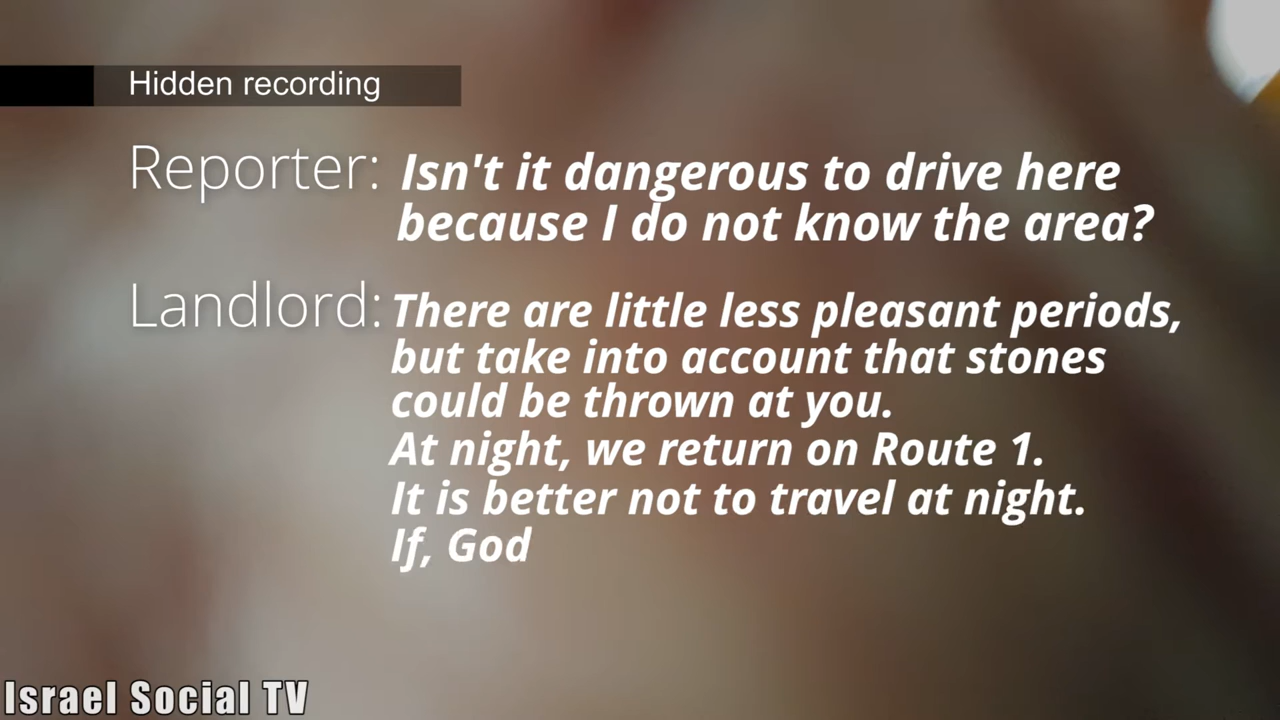 Hidden recording
Reporter: Isn't it dangerous to drive here
because I do not know the area?
Landlord: There are little less pleasant periods,
but take into account that stones
could be thrown at you.
At night, we return on Route 1.
It is better not to travel at night.
If, God
Israel Social TV